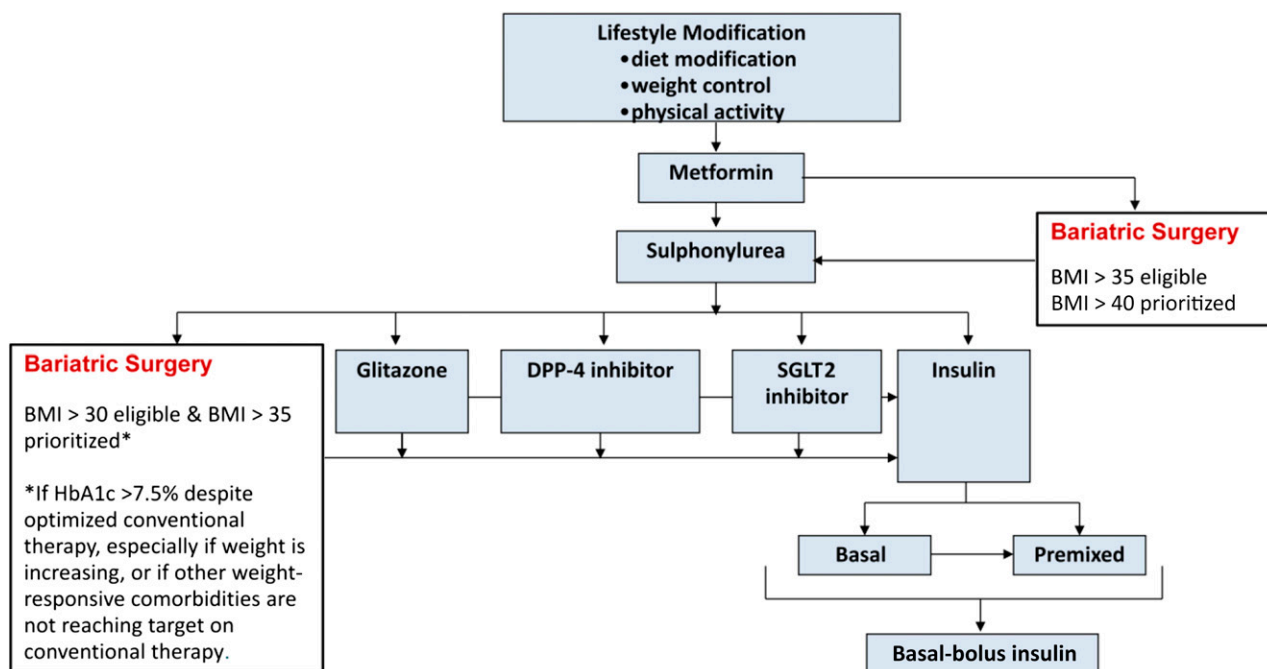 Lifestyle Modification
•diet modification
•weight control
•physical activity
Metformin
Bariatric Surgery
BMI > 35 eligible
BMI > 40 prioritized
Sulphonylurea
Bariatric Surgery
BMI > 30 eligible & BMI > 35
prioritized*
*If HbA1c >7.5% despite
optimized conventional
therapy, especially if weight is
increasing, or if other weight-
responsive comorbidities are
not reaching target on
conventional therapy.
Glitazone
DPP-4 inhibitor
SGLT2
inhibitor
Insulin
Basal
Premixed
Basal-bolus insulin